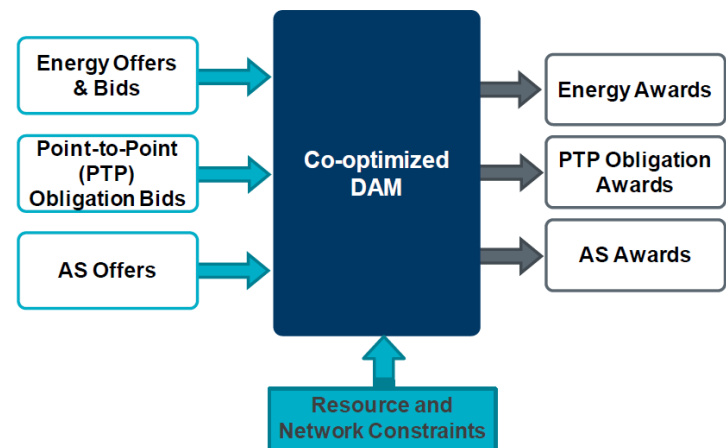 Energy Offers
& Bids
Point-to-Point
(PTP)
Obligation Bids
AS Offers
Co-optimized
DAM
Energy Awards
PTP Obligation
Awards
AS Awards
Resource and
Network Constraints